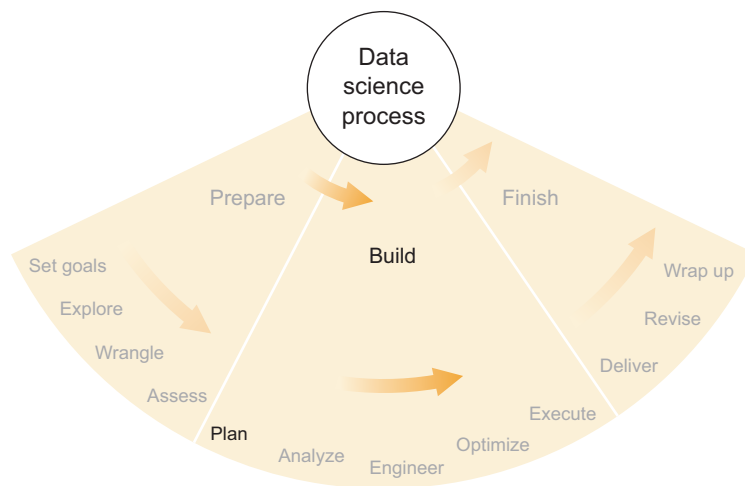 Data
science
process
Prepare
Finish
Build
Set goals
Explore
Wrangle
Assess
Plan
Analyze
Engineer
Optimize
Execute
Deliver
Revise
Wrap up